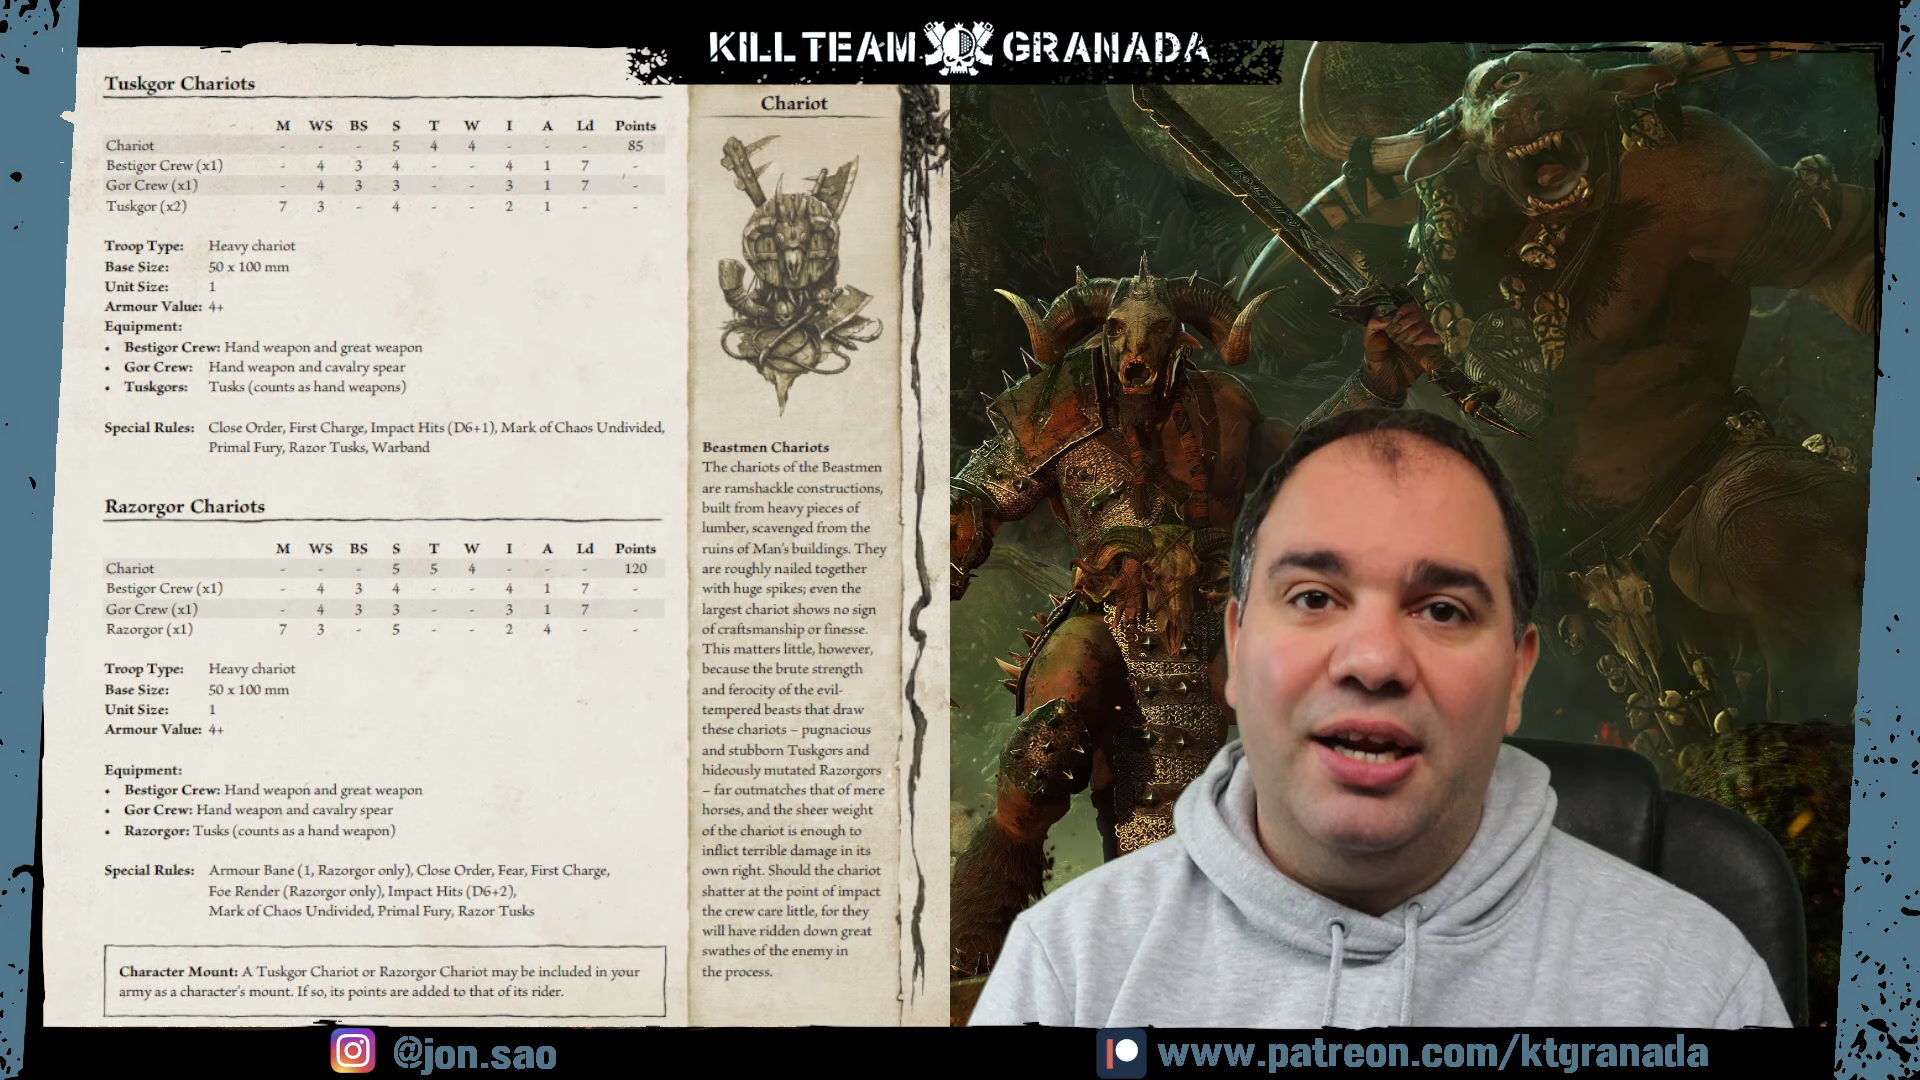 KILL TEAM GRANADA
Tuskgor Chariots
M WS BS S T W I A Ld Points
Chariot - - - 5 4 4 - - - 85
Bestigor Crew (x1) - 4 3 4 - - 4 1 7 -
Gor Crew (x1) - 4 3 3 - - 3 1 7 -
Tuskgor (x2) 7 3 - 4 - - 2 1 - -
Troop Type: Heavy chariot
Base Size: 50 x 100 mm
Unit Size: 1
Armour Value: 4+
Equipment:
• Bestigor Crew: Hand weapon and great weapon
• Gor Crew: Hand weapon and cavalry spear
• Tuskgors: Tusks (counts as hand weapons)
Special Rules: Close Order, First Charge, Impact Hits (D6+1), Mark of Chaos Undivided,
Primal Fury, Razor Tusks, Warband
Razorgor Chariots
M WS BS S T W I A Ld Points
Chariot - - - 5 5 4 - - - 120
Bestigor Crew (x1) - 4 3 4 - - 4 1 7 -
Gor Crew (x1) - 4 3 3 - - 3 1 7 -
Razorgor (x1) 7 3 - 5 - - 2 4 - -
Troop Type: Heavy chariot
Base Size: 50 x 100 mm
Unit Size: 1
Armour Value: 4+
Equipment:
• Bestigor Crew: Hand weapon and great weapon
• Gor Crew: Hand weapon and cavalry spear
• Razorgor: Tusks (counts as a hand weapon)
Special Rules: Armour Bane (1, Razorgor only), Close Order, Fear, First Charge,
Foe Render (Razorgor only), Impact Hits (D6+2),
Mark of Chaos Undivided, Primal Fury, Razor Tusks
Character Mount: A Tuskgor Chariot or Razorgor Chariot may be included in your
army as a character's mount. If so, its points are added to that of its rider.
Chariot
Beastmen Chariots
The chariots of the Beastmen
are ramshackle constructions,
built from heavy pieces of
lumber, scavenged from the
ruins of Man's buildings. They
are roughly nailed together
with huge spikes; even the
largest chariot shows no sign
of craftsmanship or finesse.
This matters little, however,
because the brute strength
and ferocity of the evil-
tempered beasts that draw
these chariots – pugnacious
and stubborn Tuskgors and
hideously mutated Razorgors
– far outmatches that of mere
horses, and the sheer weight
of the chariot is enough to
inflict terrible damage in its
own right. Should the chariot
shatter at the point of impact
the crew care little, for they
will have ridden down great
swathes of the enemy in
the process.
@jon.sao
www.patreon.com/ktgranada